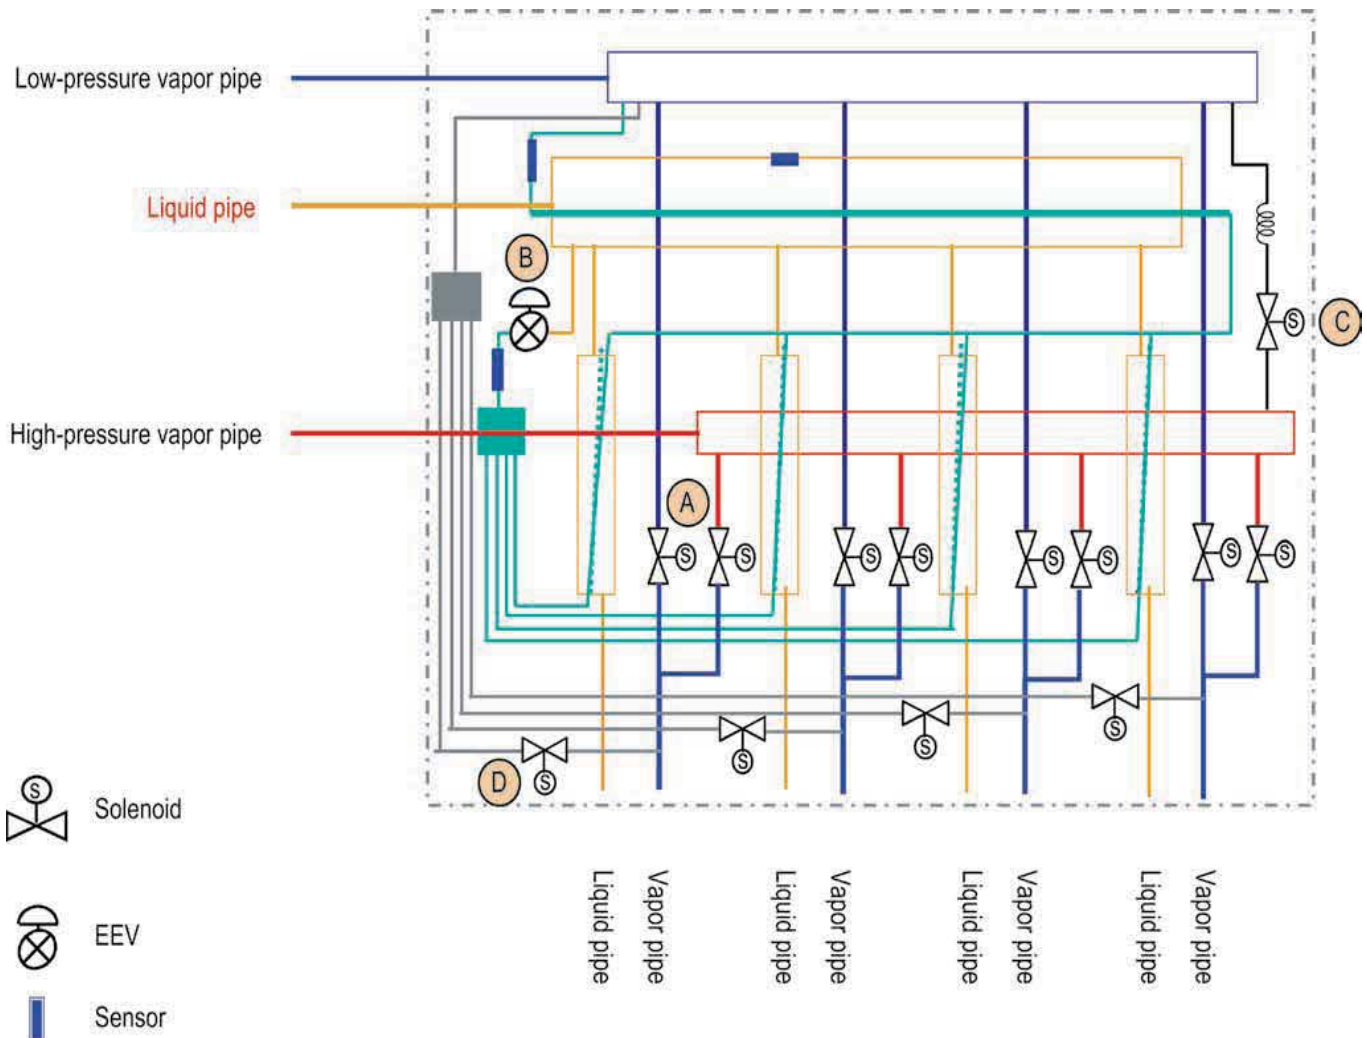 Low-pressure vapor pipe
Liquid pipe
B
S
C
High-pressure vapor pipe
A
S
S
S
S
S
S
S
S
S
S
S
D
S
S
Solenoid
EEV
Sensor
Liquid pipe
Vapor pipe
Liquid pipe
Vapor pipe
Liquid pipe
Vapor pipe
Liquid pipe
Vapor pipe